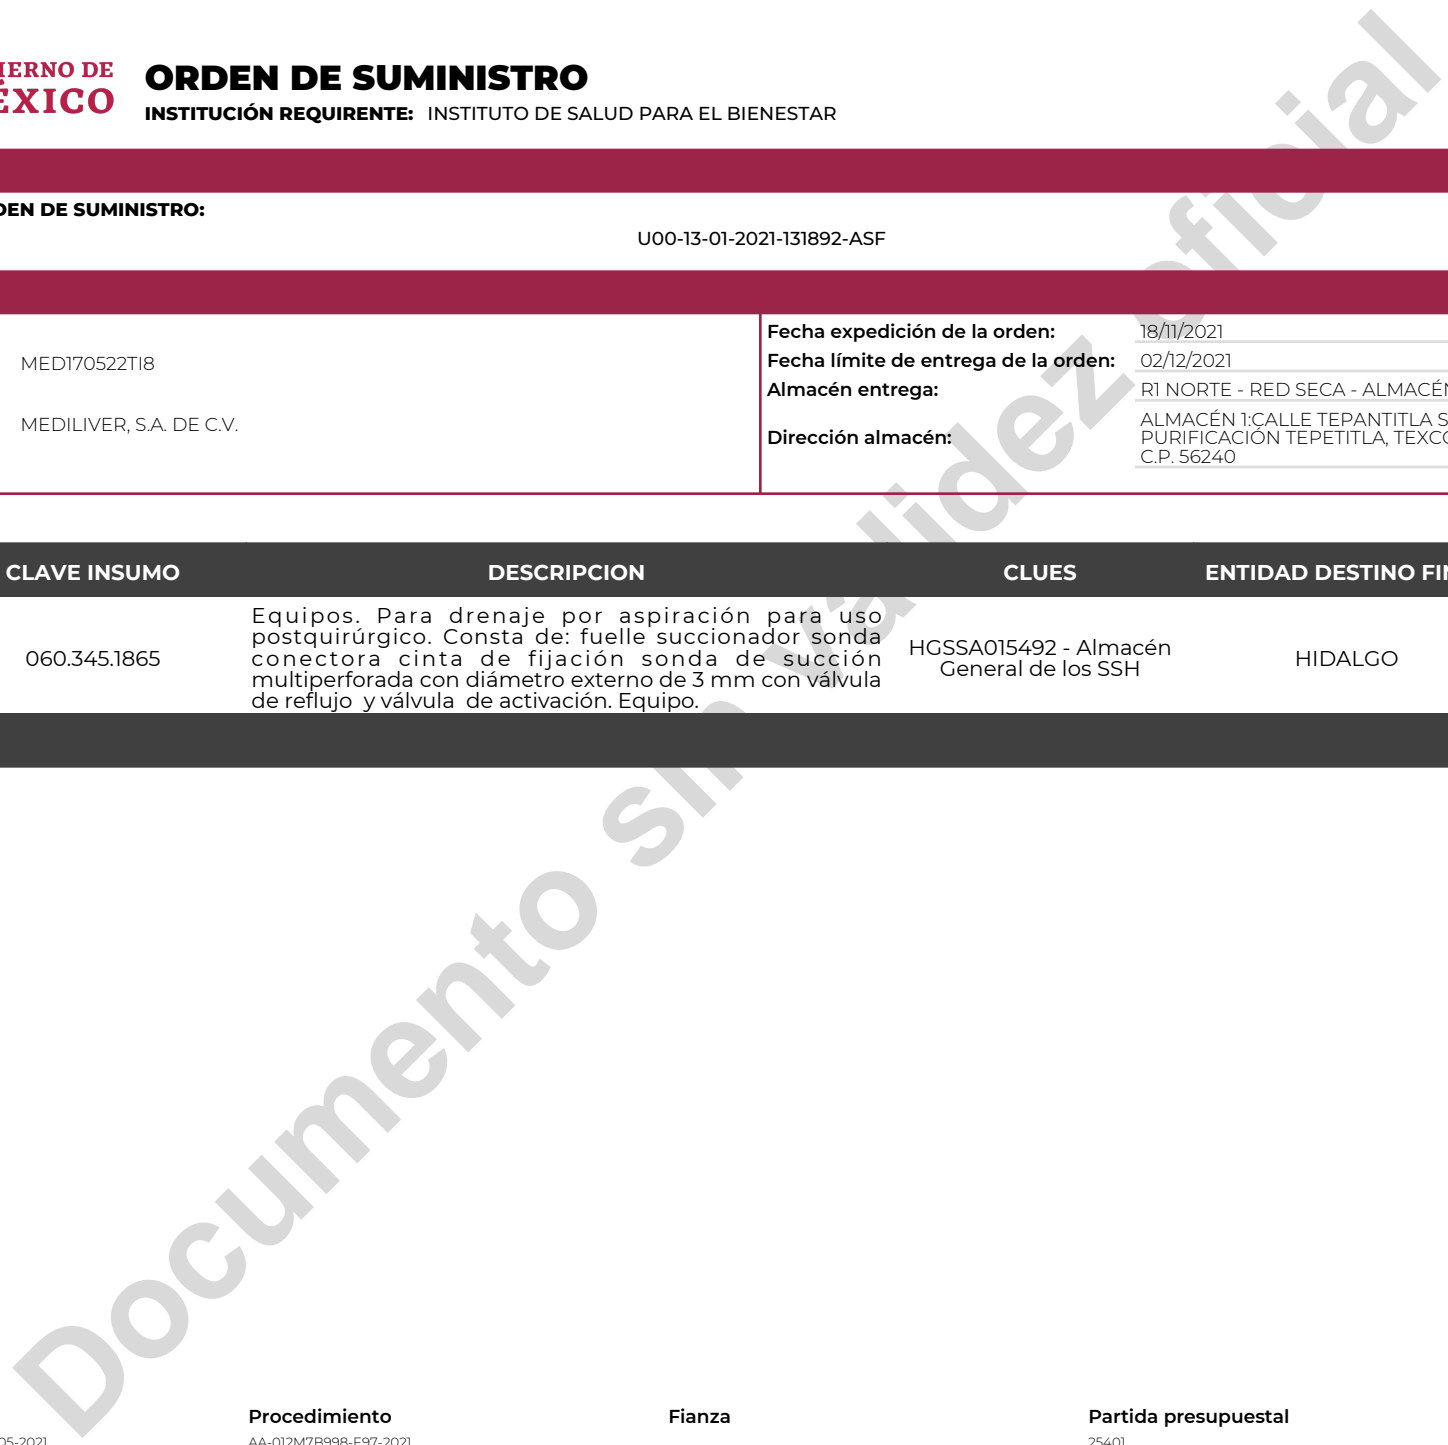 ORDEN DE SUMINISTRO
INSTITUCIÓN REQUIRENTE: INSTITUTO DE SALUD PARA EL BIENESTAR
DE
DE SUMINISTRO:
U00-13-01-2021-131892-ASF
MED170522TI8
MEDILIVER, S.A. DE C.V.
Fecha expedición de la orden: 18/11/2021
Fecha límite de entrega de la orden: 02/12/2021
Almacén entrega: R1 NORTE - RED SECA -
Dirección almacén: ALMACÉN 1:CALLE TEPANTITLA
PURIFICACIÓN TEPETITLA,
C.P. 56240
CLAVE INSUMO DESCRIPCION CLUES ENTIDAD DESTINO
060.345.1865
Equipos. Para drenaje por aspiración para uso
postquirúrgico. Consta de: fuelle succionador sonda
conectora cinta de fijación sonda de succión
multiperforada con diámetro externo de 3 mm con válvula
de reflujo y válvula de activación. Equipo.
HGSSA015492 - Almacén
General de los SSH
HIDALGO
Documento sin validez oficial
Procedimiento Fianza Partida presupuestal
AA-012M7B998-E97-2021 25401